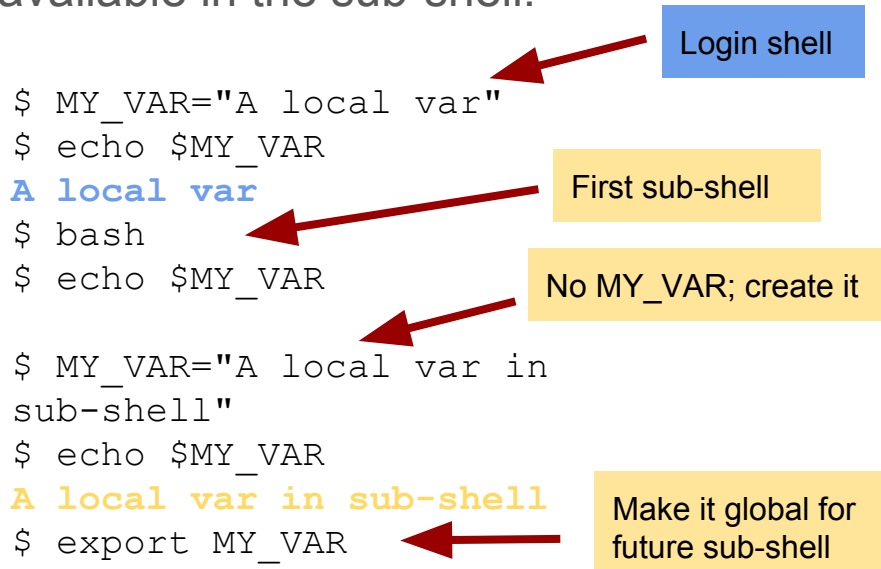 available in the sub-shell.
Login shell
$ MY_VAR="A local var"
$ echo $MY_VAR
A local var
First sub-shell
$ bash
$ echo $MY_VAR
No MY_VAR; create it
$ MY_VAR="A local var in
sub-shell"
$ echo $MY_VAR
A local var in sub-shell
Make it global for
future sub-shell
$ export MY_VAR